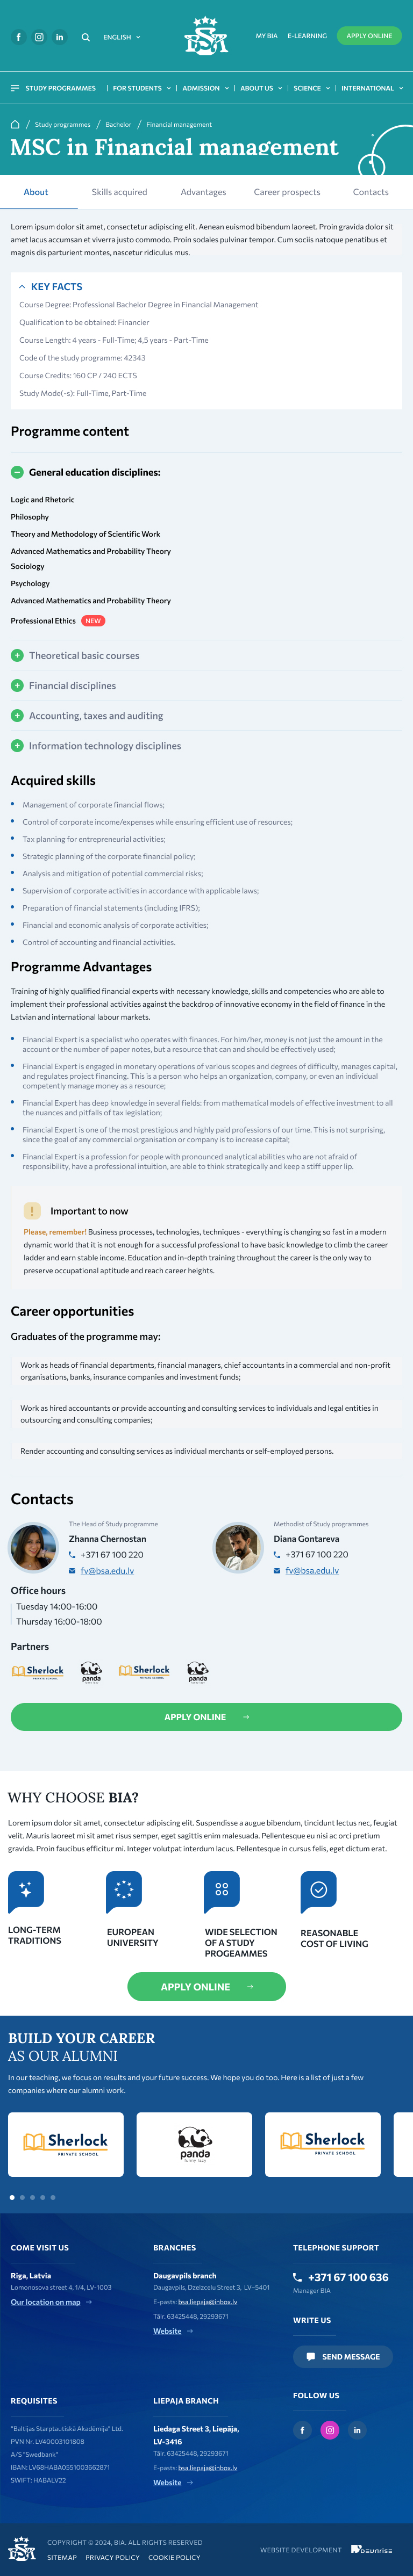 ENGLISH
BSA
MY BIA
E-LEARNING
APPLY ONLINE
STUDY PROGRAMMES
FOR STUDENTS
ADMISSION
ABOUT US
SCIENCE
INTERNATIONAL
Study programmes / Bachelor / Financial management
MSC in Financial management
About
Skills acquired
Advantages
Career prospects
Contacts
Lorem ipsum dolor sit amet, consectetur adipiscing elit. Aenean euismod bibendum laoreet. Proin gravida dolor sit
amet lacus accumsan et viverra justo commodo. Proin sodales pulvinar tempor. Cum sociis natoque penatibus et
magnis dis parturient montes, nascetur ridiculus mus.
KEY FACTS
Course Degree: Professional Bachelor Degree in Financial Management
Qualification to be obtained: Financier
Course Length: 4 years - Full-Time; 4,5 years - Part-Time
Code of the study programme: 42343
Course Credits: 160 CP / 240 ECTS
Study Mode(-s): Full-Time, Part-Time
Programme content
General education disciplines:
Logic and Rhetoric
Philosophy
Theory and Methodology of Scientific Work
Advanced Mathematics and Probability Theory
Sociology
Psychology
Advanced Mathematics and Probability Theory
Professional Ethics NEW
Theoretical basic courses
Financial disciplines
Accounting, taxes and auditing
Information technology disciplines
Acquired skills
Management of corporate financial flows;
Control of corporate income/expenses while ensuring efficient use of resources;
Tax planning for entrepreneurial activities;
Strategic planning of the corporate financial policy;
Analysis and mitigation of potential commercial risks;
Supervision of corporate activities in accordance with applicable laws;
Preparation of financial statements (including IFRS);
Financial and economic analysis of corporate activities;
Control of accounting and financial activities.
Programme Advantages
Training of highly qualified financial experts with necessary knowledge, skills and competencies who are able to
implement their professional activities against the backdrop of innovative economy in the field of finance in the
Latvian and international labour markets.
Financial Expert is a specialist who operates with finances. For him/her, money is not just the amount in the
account or the number of paper notes, but a resource that can and should be effectively used;
Financial Expert is engaged in monetary operations of various scopes and degrees of difficulty, manages capital,
and regulates project financing. This is a person who helps an organization, company, or even an individual
competently manage money as a resource;
Financial Expert has deep knowledge in several fields: from mathematical models of effective investment to all
the nuances and pitfalls of tax legislation;
Financial Expert is one of the most prestigious and highly paid professions of our time. This is not surprising,
since the goal of any commercial organisation or company is to increase capital;
Financial Expert is a profession for people with pronounced analytical abilities who are not afraid of
responsibility, have a professional intuition, are able to think strategically and keep a stiff upper lip.
Important to now
Please, remember! Business processes, technologies, techniques - everything is changing so fast in a modern
dynamic world that it is not enough for a successful professional to have basic knowledge to climb the career
ladder and earn stable income. Education and in-depth training throughout the career is the only way to
preserve occupational aptitude and reach career heights.
Career opportunities
Graduates of the programme may:
Work as heads of financial departments, financial managers, chief accountants in a commercial and non-profit
organisations, banks, insurance companies and investment funds;
Work as hired accountants or provide accounting and consulting services to individuals and legal entities in
outsourcing and consulting companies;
Render accounting and consulting services as individual merchants or self-employed persons.
Contacts
The Head of Study programme
Zhanna Chernostan
+371 67 100 220
fv@bsa.edu.lv
Methodist of Study programmes
Diana Gontareva
+371 67 100 220
fv@bsa.edu.lv
Office hours
Tuesday 14:00-16:00
Thursday 16:00-18:00
Partners
Sherlock
PRIVATE SCHOOL
panda
Sherlock
PRIVATE SCHOOL
panda
APPLY ONLINE
WHY CHOOSE BIA?
Lorem ipsum dolor sit amet, consectetur adipiscing elit. Suspendisse a augue bibendum, tincidunt lectus nec, feugiat
velit. Mauris laoreet mi sit amet risus semper, eget sagittis enim malesuada. Pellentesque eu nisi ac orci pretium
gravida. Proin faucibus efficitur mi. Integer volutpat interdum lacus. Pellentesque in cursus felis, eget dictum erat.
LONG-TERM
TRADITIONS
EUROPEAN
UNIVERSITY
WIDE SELECTION
OF A STUDY
PROGEAMMES
REASONABLE
COST OF LIVING
APPLY ONLINE
BUILD YOUR CAREER
AS OUR ALUMNI
In our teaching, we focus on results and your future success. We hope you do too. Here is a list of just a few
companies where our alumni work.
Sherlock
PRIVATE SCHOOL
panda
Sherlock
PRIVATE SCHOOL
COME VISIT US
Riga, Latvia
Lomonosova street 4, 1/4, LV-1003
Our location on map
BRANCHES
Daugavpils branch
Daugavpils, Dzelzcelu Street 3, LV-5401
E-pasts: bsa.liepaja@inbox.lv
Tālr. 63425448, 29293671
Website
TELEPHONE SUPPORT
+371 67 100 636
Manager BIA
WRITE US
SEND MESSAGE
FOLLOW US
REQUISITES
"Baltijas Starptautiskā Akadēmija" Ltd.
PVN Nr. LV40003101808
A/S "Swedbank"
IBAN: LV68HABA0551003662871
SWIFT: HABALV22
LIEPAJA BRANCH
Liedaga Street 3, Liepāja,
LV-3416
Tālr. 63425448, 29293671
E-pasts: bsa.liepaja@inbox.lv
Website
BSA
COPYRIGHT © 2024, BIA. ALL RIGHTS RESERVED
SITEMAP
PRIVACY POLICY
COOKIE POLICY
WEBSITE DEVELOPMENT